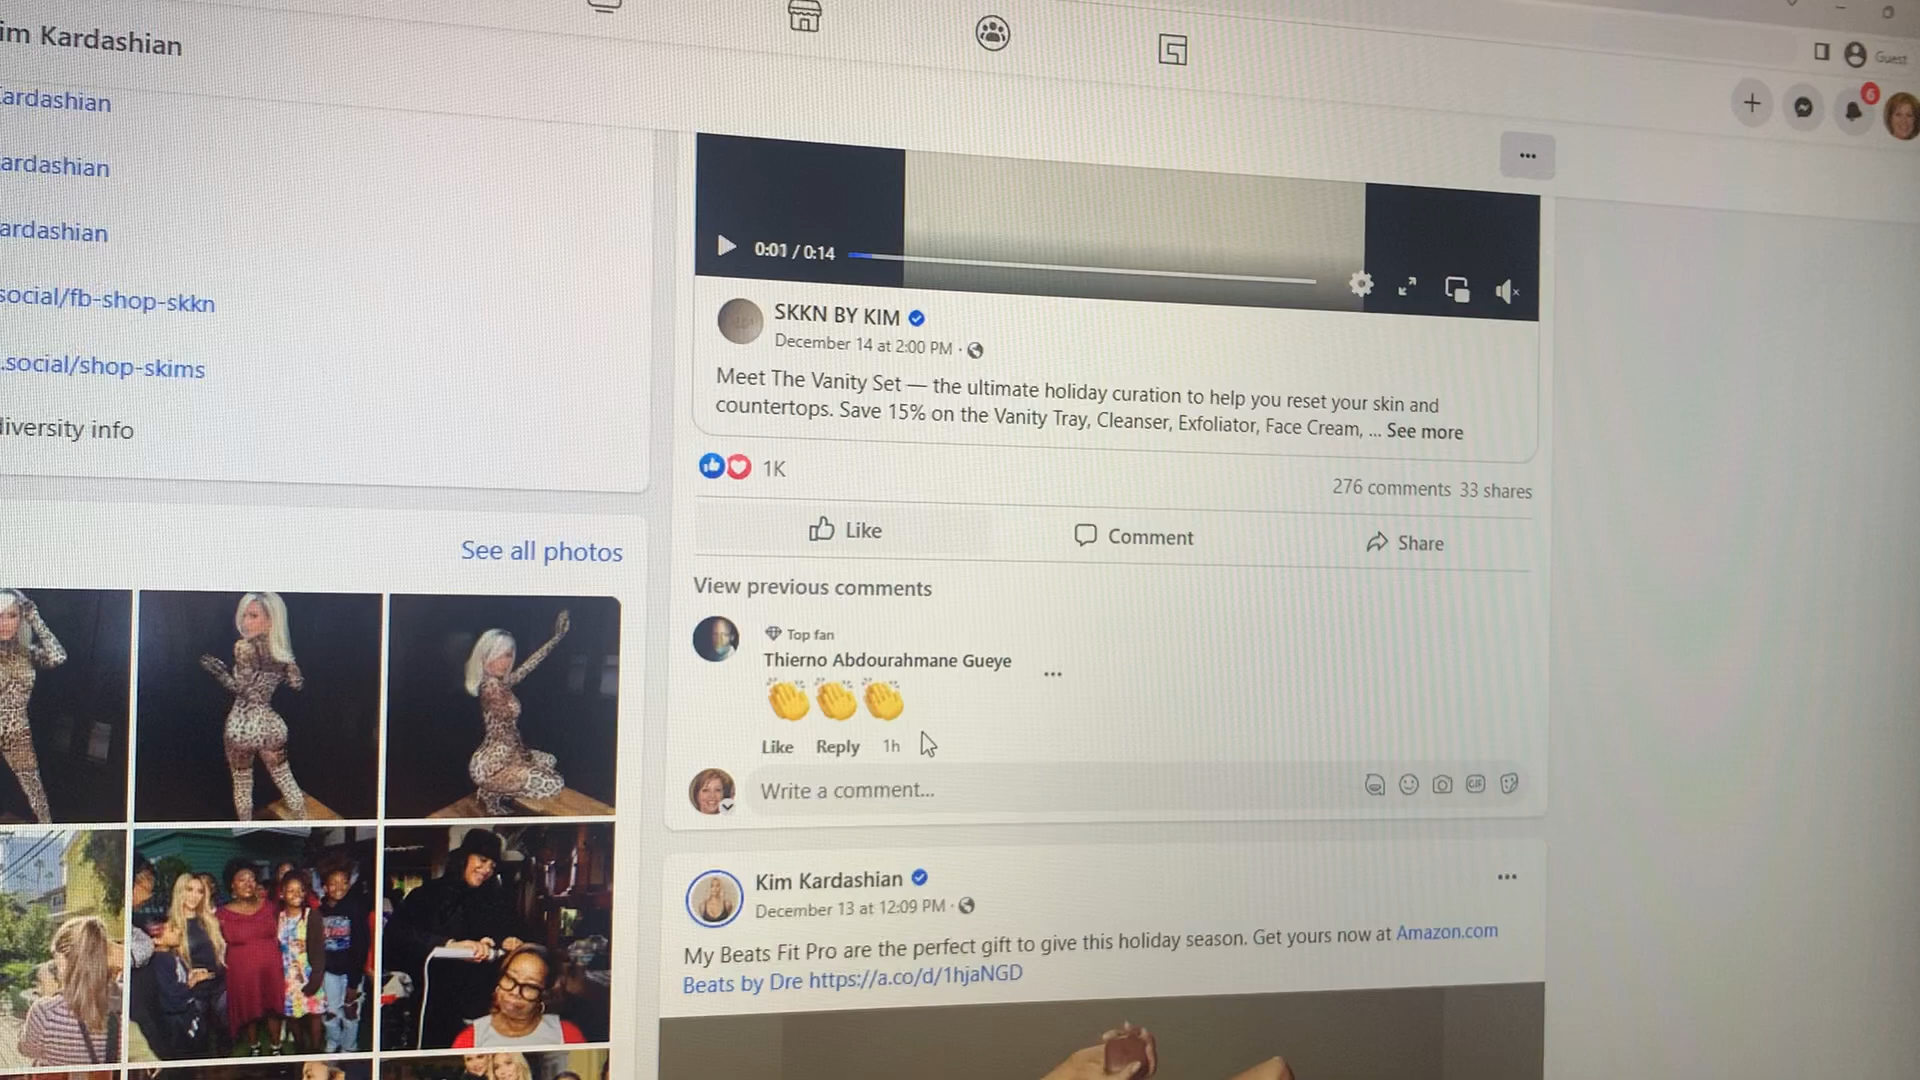 im Kardashian
Guest
6
ardashian
ardashian
ardashian
social/fb-shop-skkn
.social/shop-skims
diversity info
See all photos
0:01 / 0:14
SKKN BY KIM
December 14 at 2:00 PM ·
Meet The Vanity Set — the ultimate holiday curation to help you reset your skin and
countertops. Save 15% on the Vanity Tray, Cleanser, Exfoliator, Face Cream, ... See more
1K
276 comments 33 shares
Like Comment Share
View previous comments
Top fan
Thierno Abdourahmane Gueye
👏👏👏
Like Reply 1h
Write a comment...
GIF
Kim Kardashian
December 13 at 12:09 PM ·
My Beats Fit Pro are the perfect gift to give this holiday season. Get yours now at Amazon.com
Beats by Dre https://a.co/d/1hjaNGD